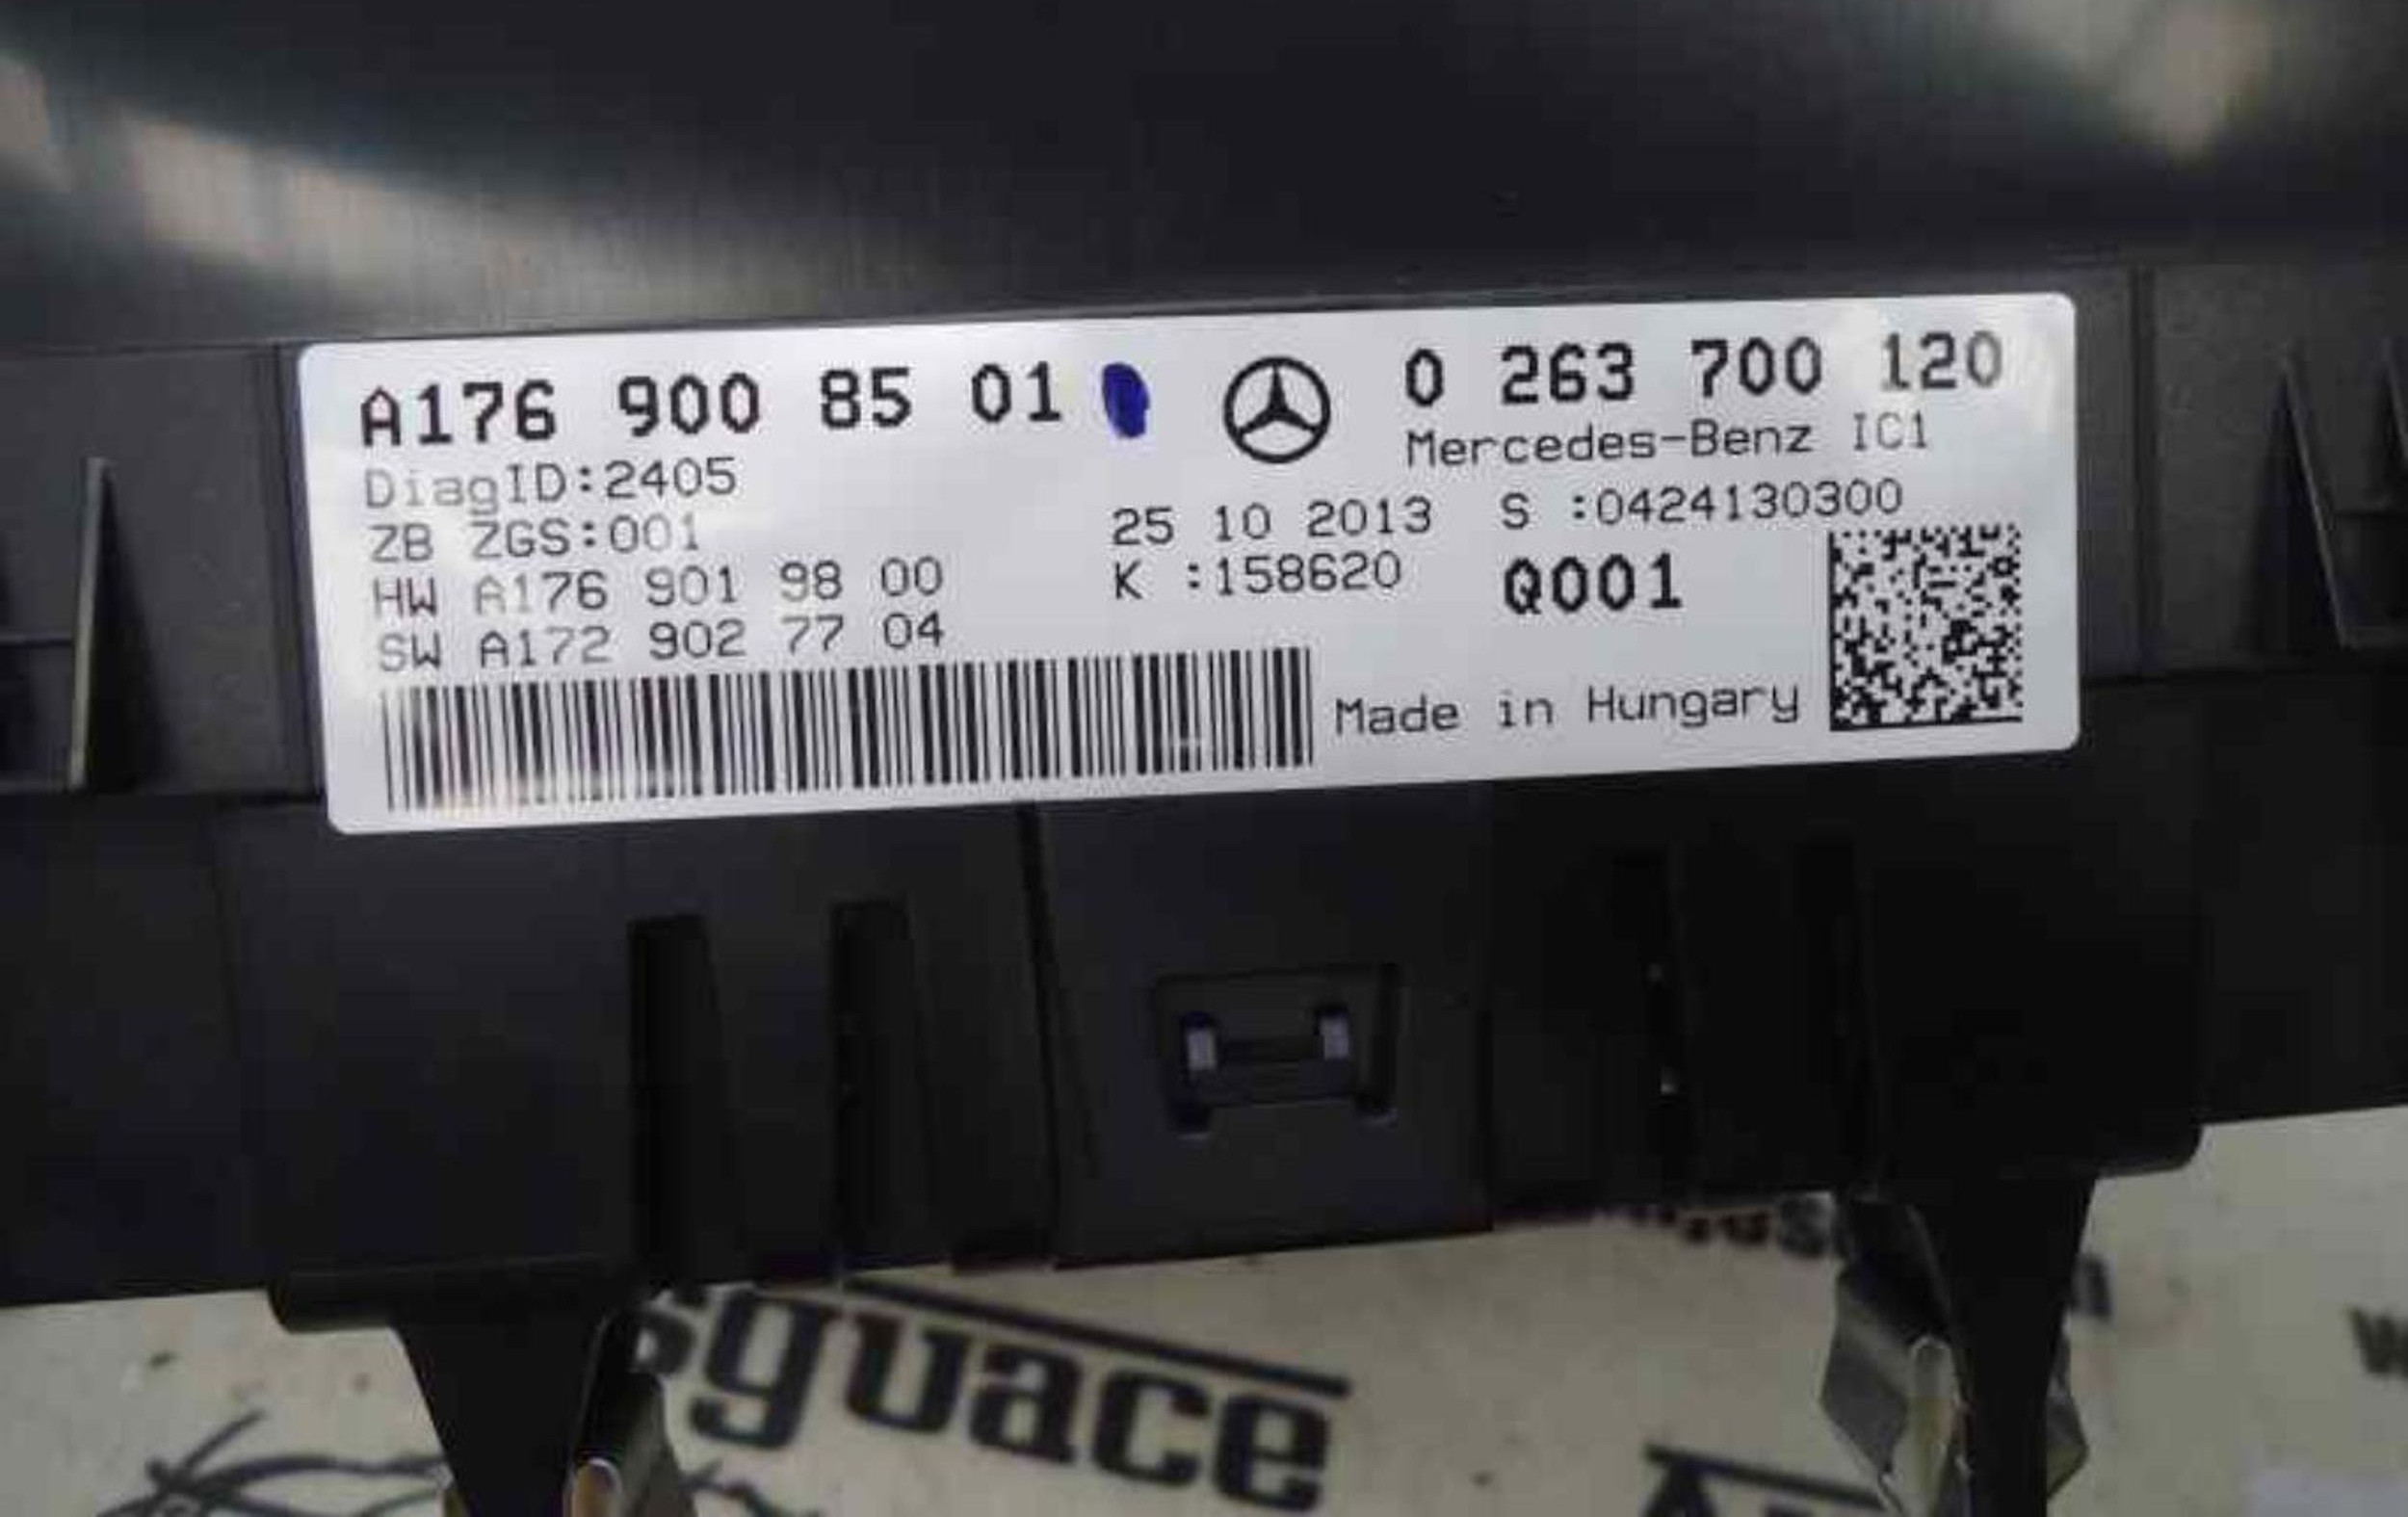 A176 900 85 01
DiagID:2405
ZB ZGS:001
HW A176 901 98 00
SW A172 902 77 04
25 10 2013
K :158620
0 263 700 120
Mercedes-Benz IC1
S :0424130300
Q001
Made in Hungary
sguace